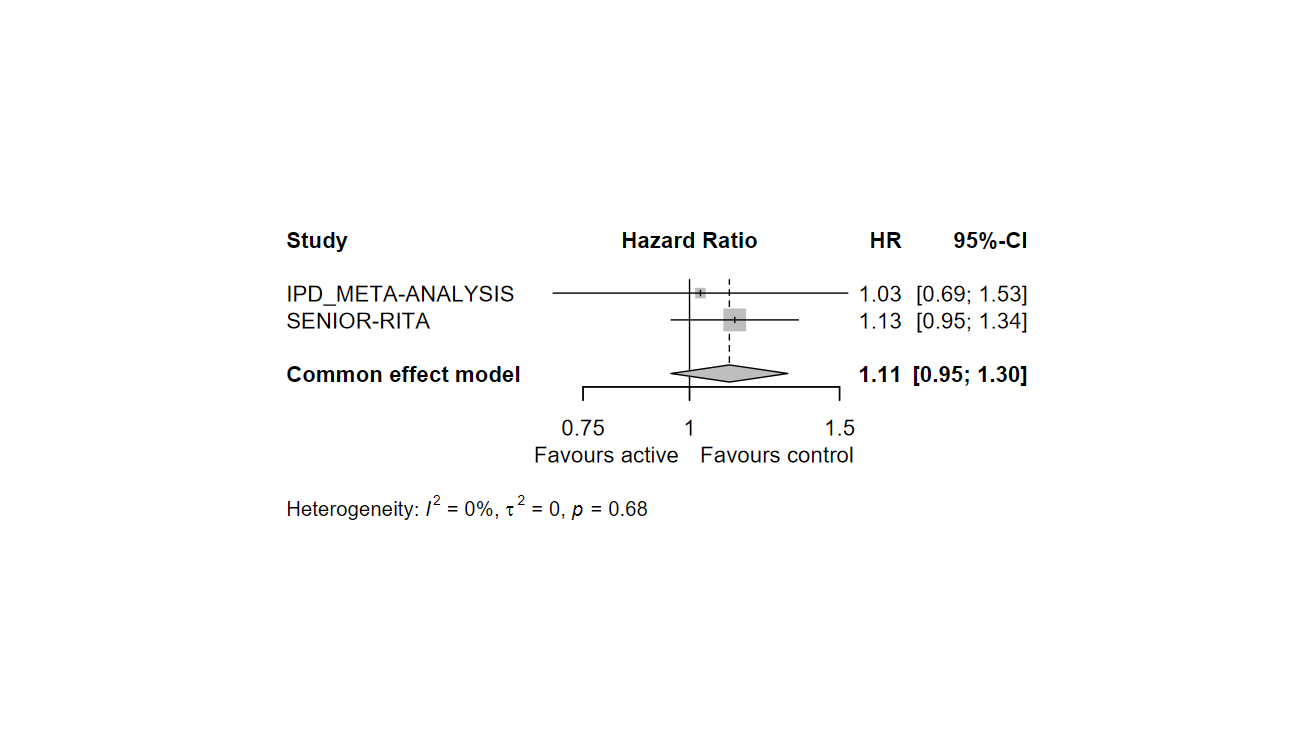 Study Hazard Ratio HR 95%-CI
IPD_META-ANALYSIS 1.03 [0.69; 1.53]
SENIOR-RITA 1.13 [0.95; 1.34]
Common effect model 1.11 [0.95; 1.30]
0.75 1 1.5
Favours active Favours control
Heterogeneity: I² = 0%, τ² = 0, p = 0.68